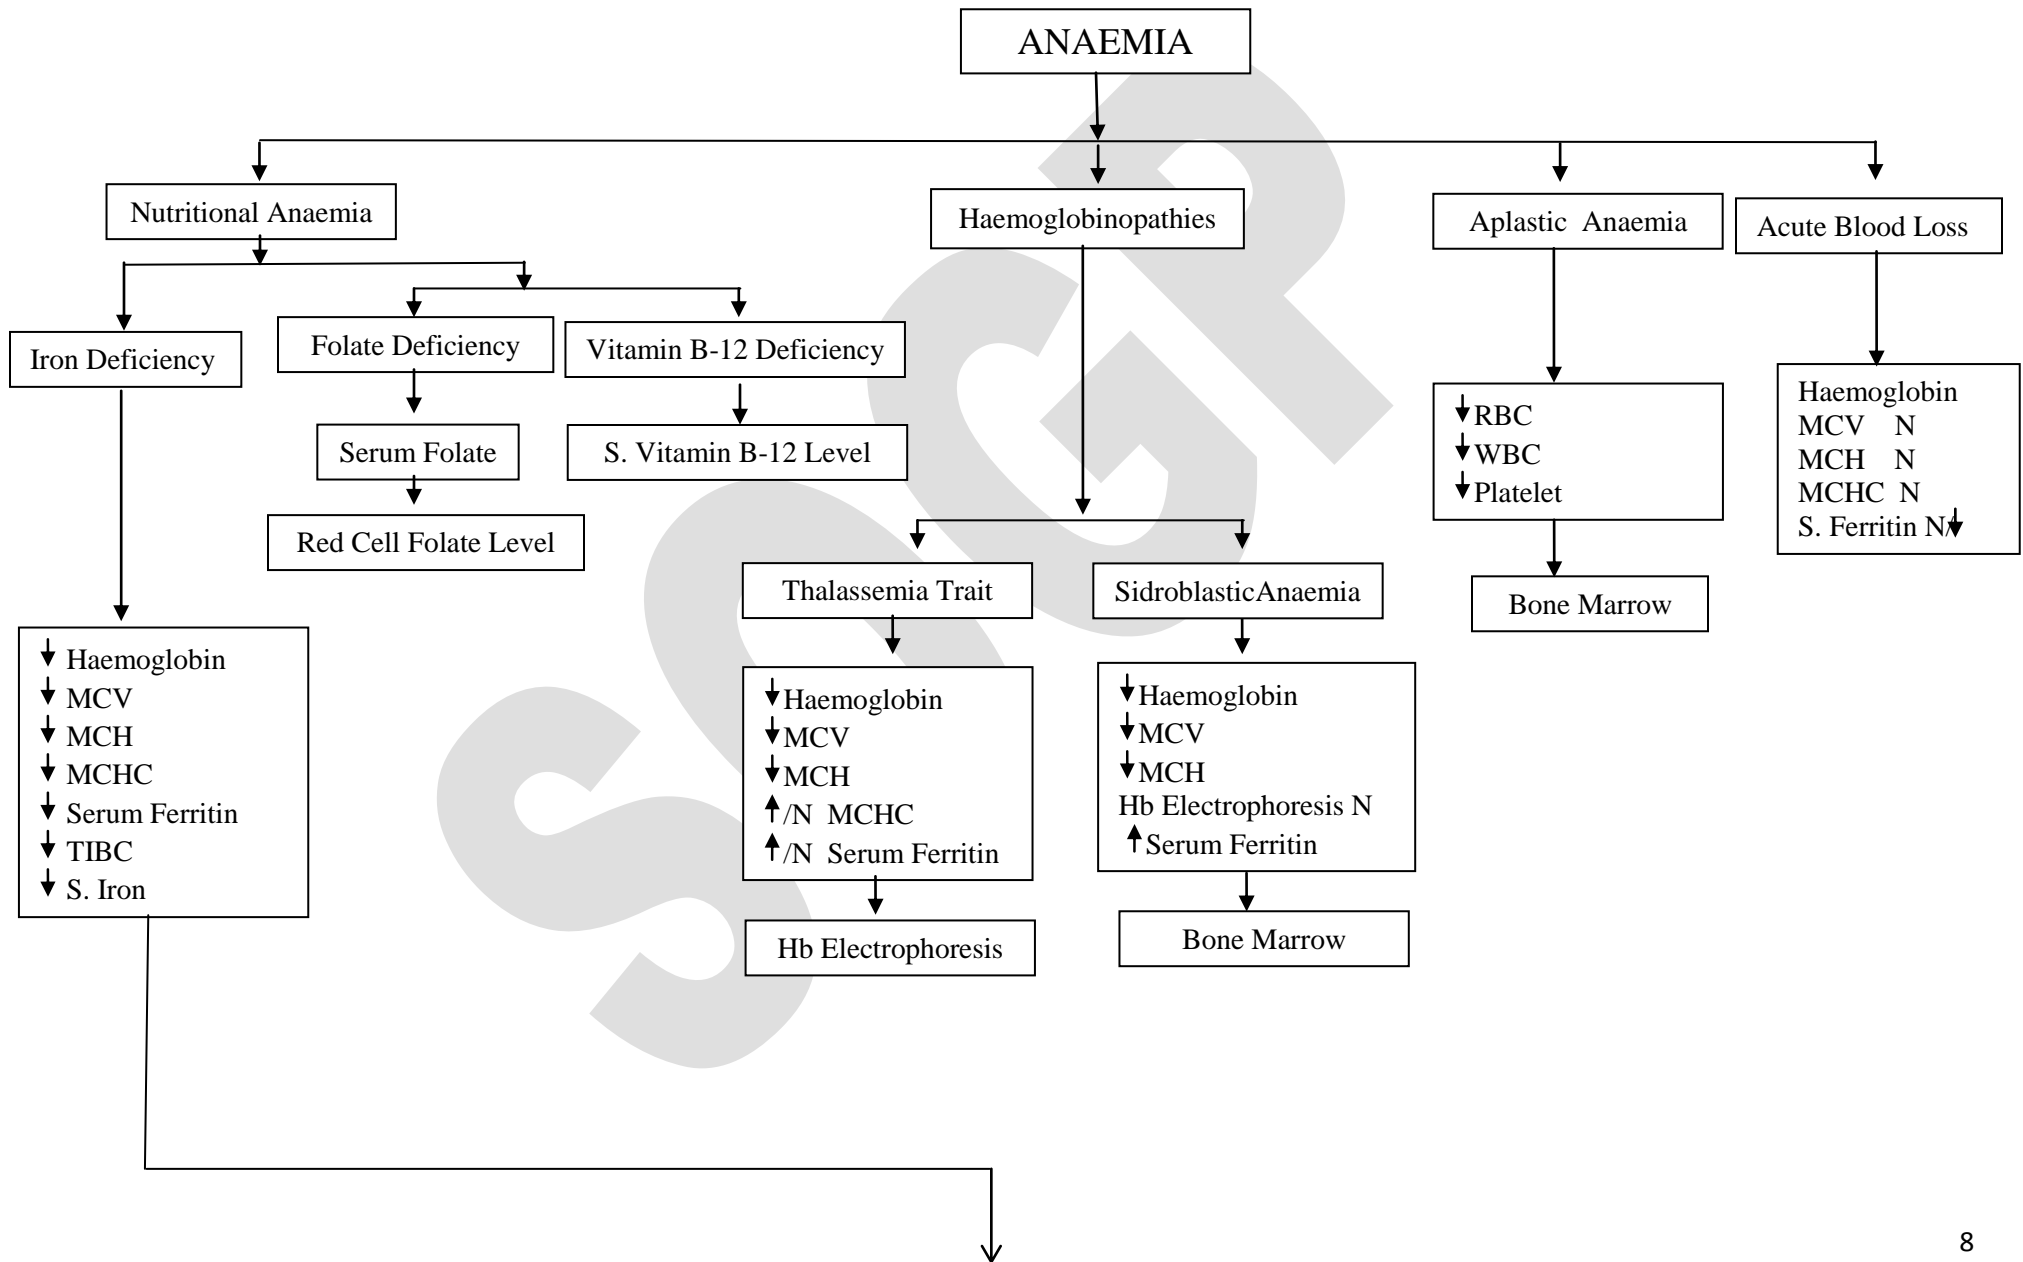 ANAEMIA
Nutritional Anaemia
Haemoglobinopathies
Aplastic Anaemia
Acute Blood Loss
Iron Deficiency
Folate Deficiency
Vitamin B-12 Deficiency
Serum Folate
S. Vitamin B-12 Level
Red Cell Folate Level
↓RBC
↓WBC
↓Platelet
Bone Marrow
Haemoglobin
MCV N
MCH N
MCHC N
S. Ferritin N/↓
Thalassemia Trait
SidroblasticAnaemia
↓ Haemoglobin
↓ MCV
↓ MCH
↓ MCHC
↓ Serum Ferritin
↓ TIBC
↓ S. Iron
↓Haemoglobin
↓MCV
↓MCH
↑/N MCHC
↑/N Serum Ferritin
Hb Electrophoresis
↓Haemoglobin
↓MCV
↓MCH
Hb Electrophoresis N
↑Serum Ferritin
Bone Marrow
SOGP
8